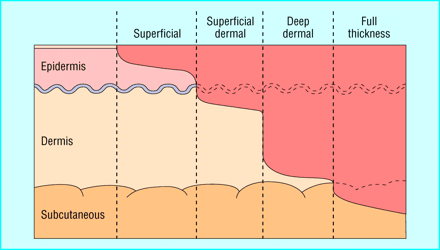 Superficial
Superficial
dermal
Deep
dermal
Full
thickness
Epidermis
Dermis
Subcutaneous